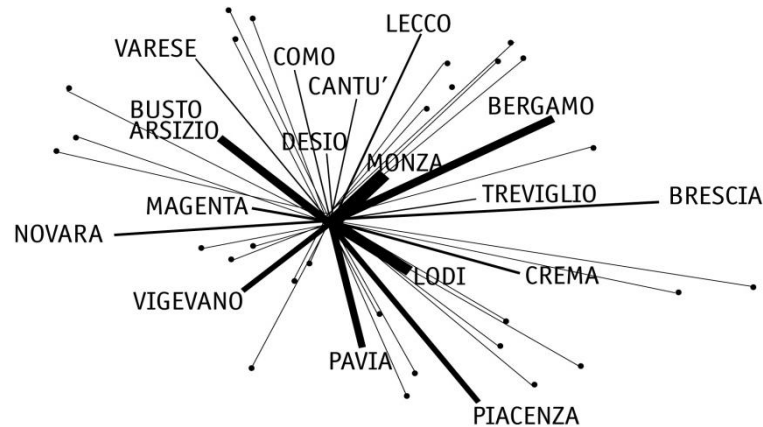 LECCO
VARESE
COMO
CANTU’
BUSTO
ARSIZIO
BERGAMO
DESIO
MONZA
MAGENTA
TREVIGLIO
BRESCIA
NOVARA
LODI
CREMA
VIGEVANO
PAVIA
PIACENZA